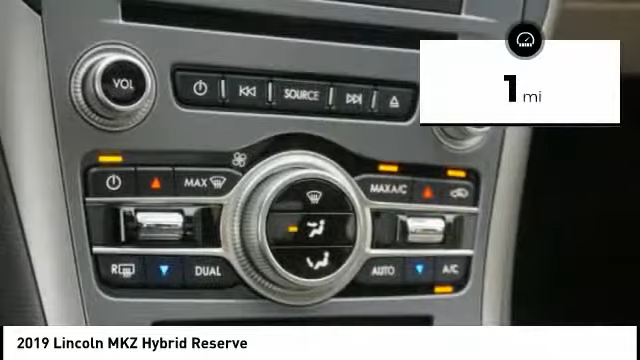 1 mi
VOL
SOURCE
MAX
MAX A/C
R
DUAL
AUTO
A/C
2019 Lincoln MKZ Hybrid Reserve